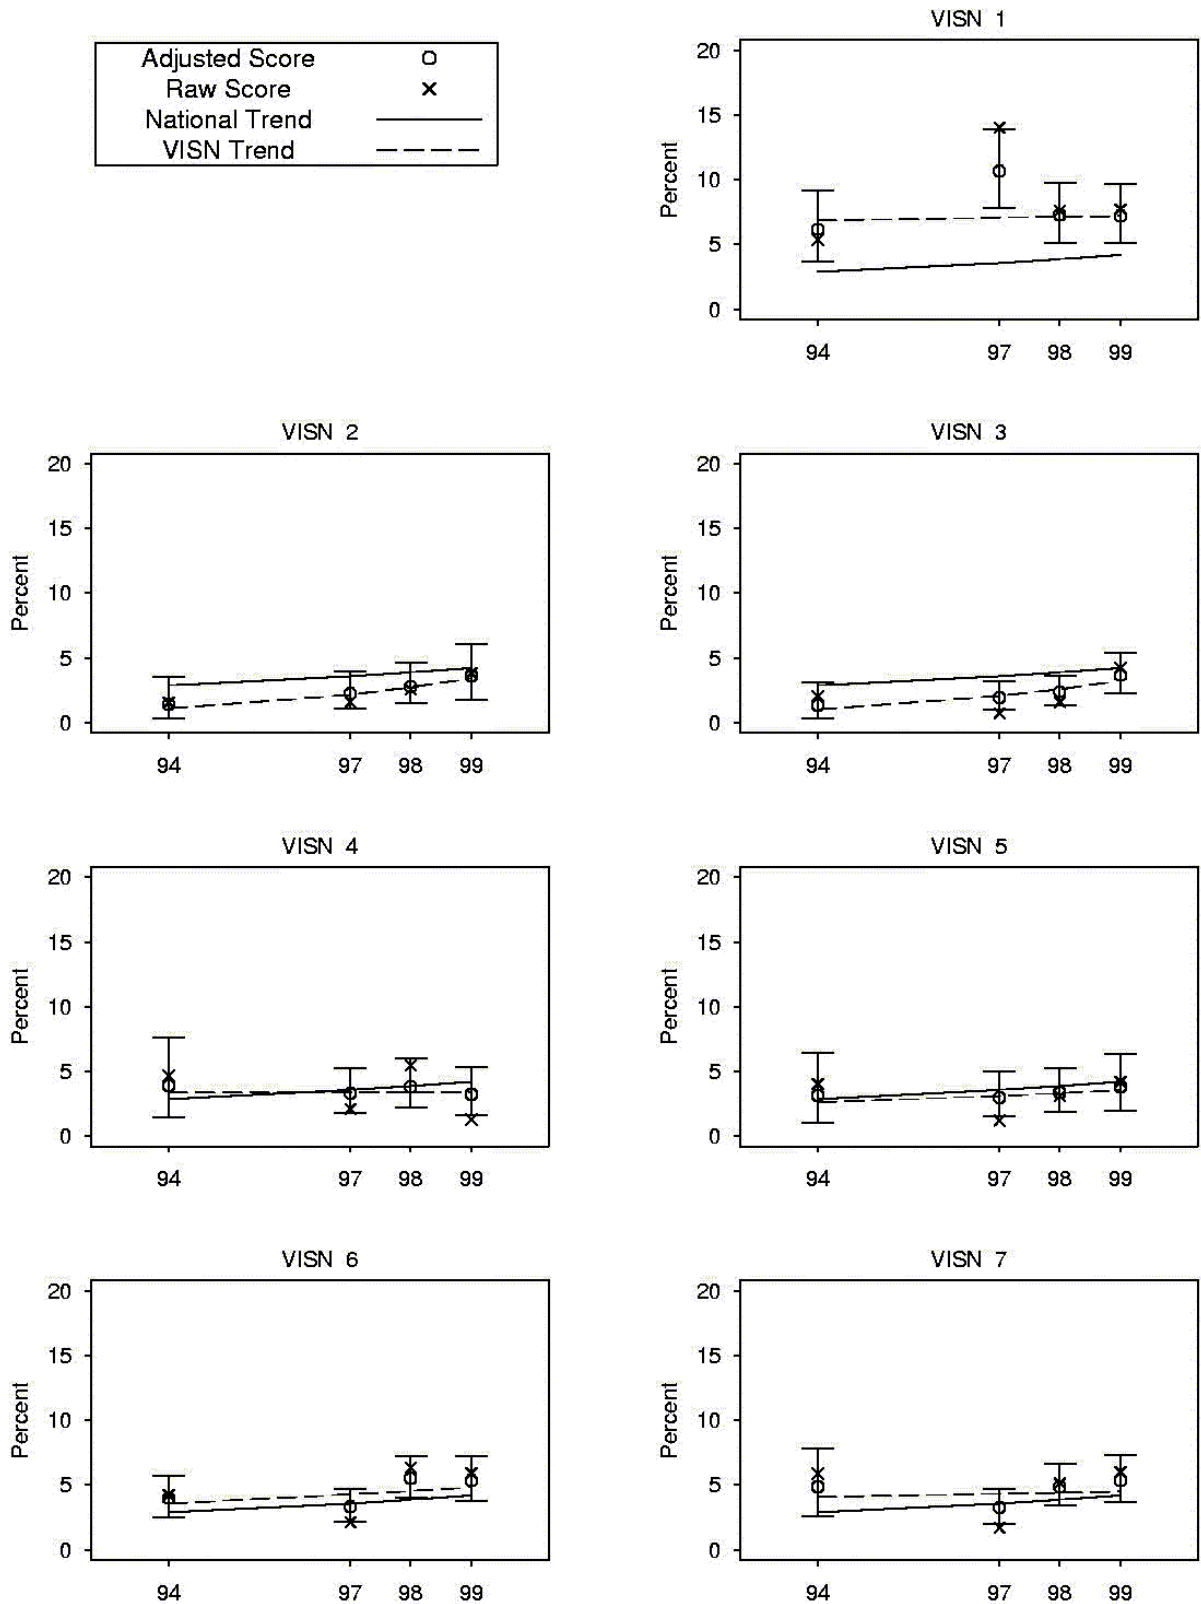 VISN 1
Adjusted Score
Raw Score
National Trend
VISN Trend
Percent
20
15
10
5
0
94 97 98 99
VISN 2
Percent
20
15
10
5
0
94 97 98 99
VISN 3
Percent
20
15
10
5
0
94 97 98 99
VISN 4
Percent
20
15
10
5
0
94 97 98 99
VISN 5
Percent
20
15
10
5
0
94 97 98 99
VISN 6
Percent
20
15
10
5
0
94 97 98 99
VISN 7
Percent
20
15
10
5
0
94 97 98 99